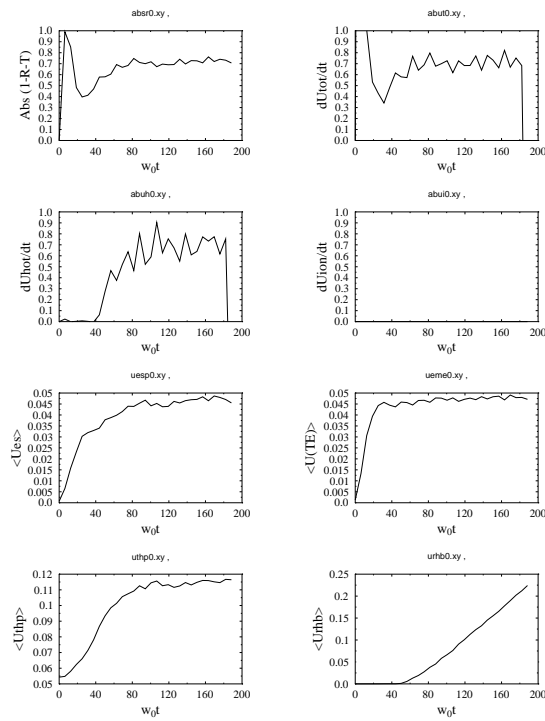 absr0.xy ,
Abs (1-R-T)
1.0
0.9
0.8
0.7
0.6
0.5
0.4
0.3
0.2
0.1
0.0
0 40 80 120 160 200
w0t
abut0.xy ,
dUtot/dt
1.0
0.9
0.8
0.7
0.6
0.5
0.4
0.3
0.2
0.1
0.0
0 40 80 120 160 200
w0t
abuh0.xy ,
dUhot/dt
1.0
0.9
0.8
0.7
0.6
0.5
0.4
0.3
0.2
0.1
0.0
0 40 80 120 160 200
w0t
abui0.xy ,
dUion/dt
1.0
0.9
0.8
0.7
0.6
0.5
0.4
0.3
0.2
0.1
0.0
0 40 80 120 160 200
w0t
uesp0.xy ,
<Ues>
0.05
0.045
0.04
0.035
0.03
0.025
0.02
0.015
0.01
0.005
0
0 40 80 120 160 200
w0t
ueme0.xy ,
<U(TE)>
0.05
0.045
0.04
0.035
0.03
0.025
0.02
0.015
0.01
0.005
0
0 40 80 120 160 200
w0t
uthp0.xy ,
<Uthp>
0.12
0.11
0.10
0.09
0.08
0.07
0.06
0.05
0 40 80 120 160 200
w0t
urhb0.xy ,
<Urhb>
0.25
0.2
0.15
0.1
0.05
0.0
0 40 80 120 160 200
w0t